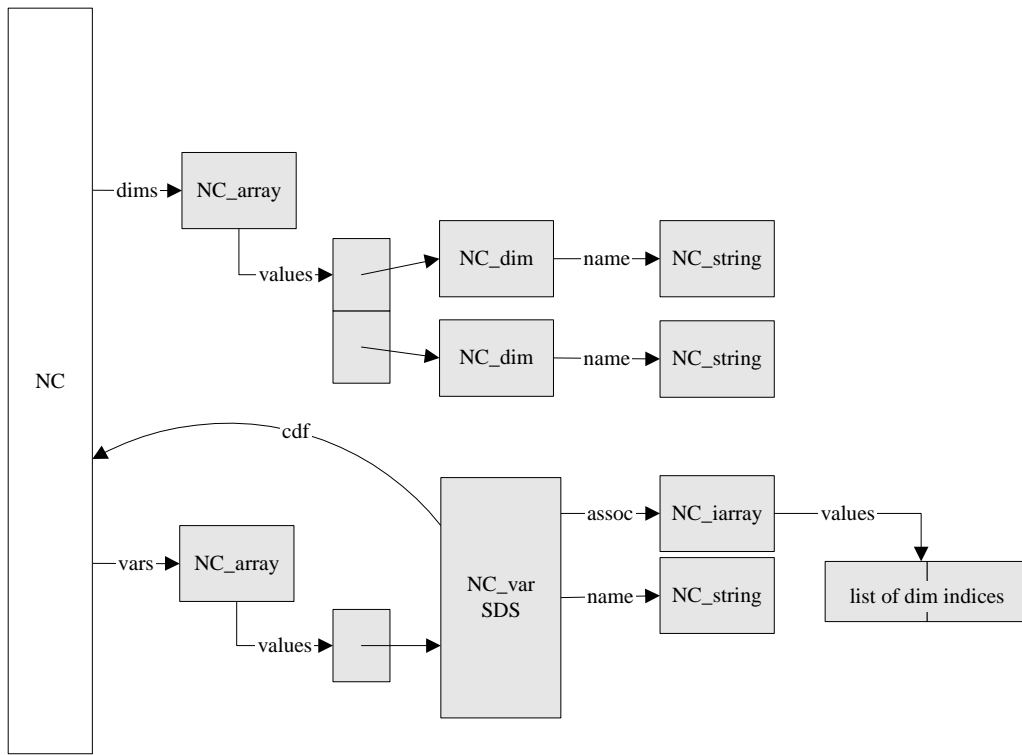 dims
NC_array
values
NC_dim
name
NC_string
NC_dim
name
NC_string
NC
cdf
assoc
NC_iarray
values
vars
NC_array
NC_var
SDS
name
NC_string
list of dim indices
values